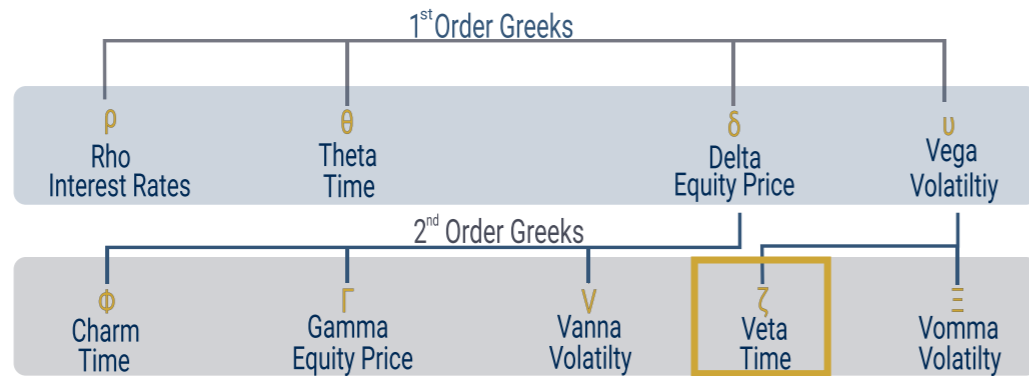 1st Order Greeks
ρ θ δ υ
Rho Theta Delta Vega
Interest Rates Time Equity Price Volatiltiy
2nd Order Greeks
Φ Γ V ζ Ξ
Charm Gamma Vanna Veta Vomma
Time Equity Price Volatilty Time Volatilty